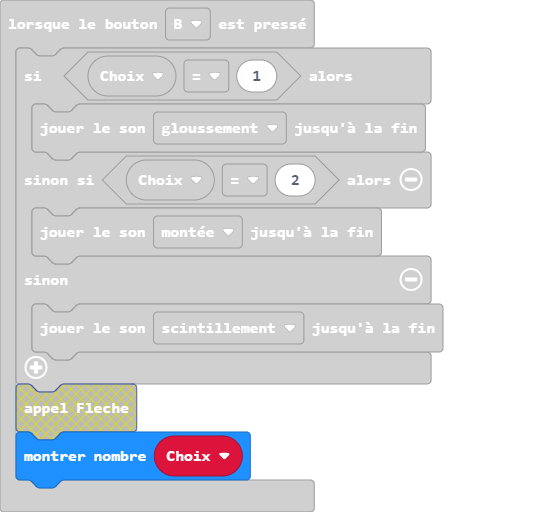 lorsque le bouton B est pressé
si Choix = 1 alors
jouer le son gloussement jusqu'à la fin
sinon si Choix = 2 alors
jouer le son montée jusqu'à la fin
sinon
jouer le son scintillement jusqu'à la fin
appel Fleche
montrer nombre Choix